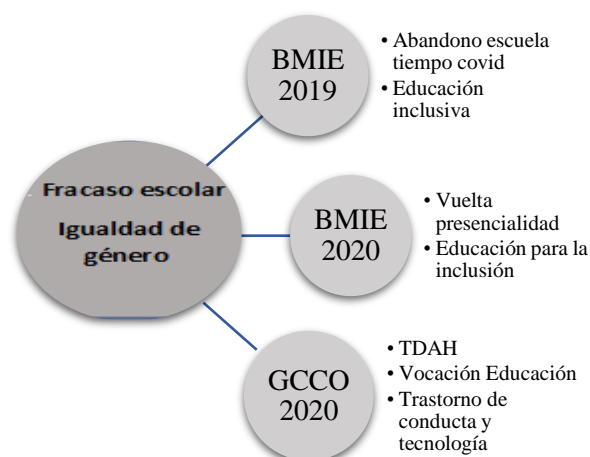 BMIE
2019
• Abandono escuela
tiempo covid
• Educación
inclusiva
Fracaso escolar
Igualdad de
género
BMIE
2020
• Vuelta
presencialidad
• Educación para la
inclusión
GCCO
2020
• TDAH
• Vocación Educación
• Trastorno de
conducta y
tecnología